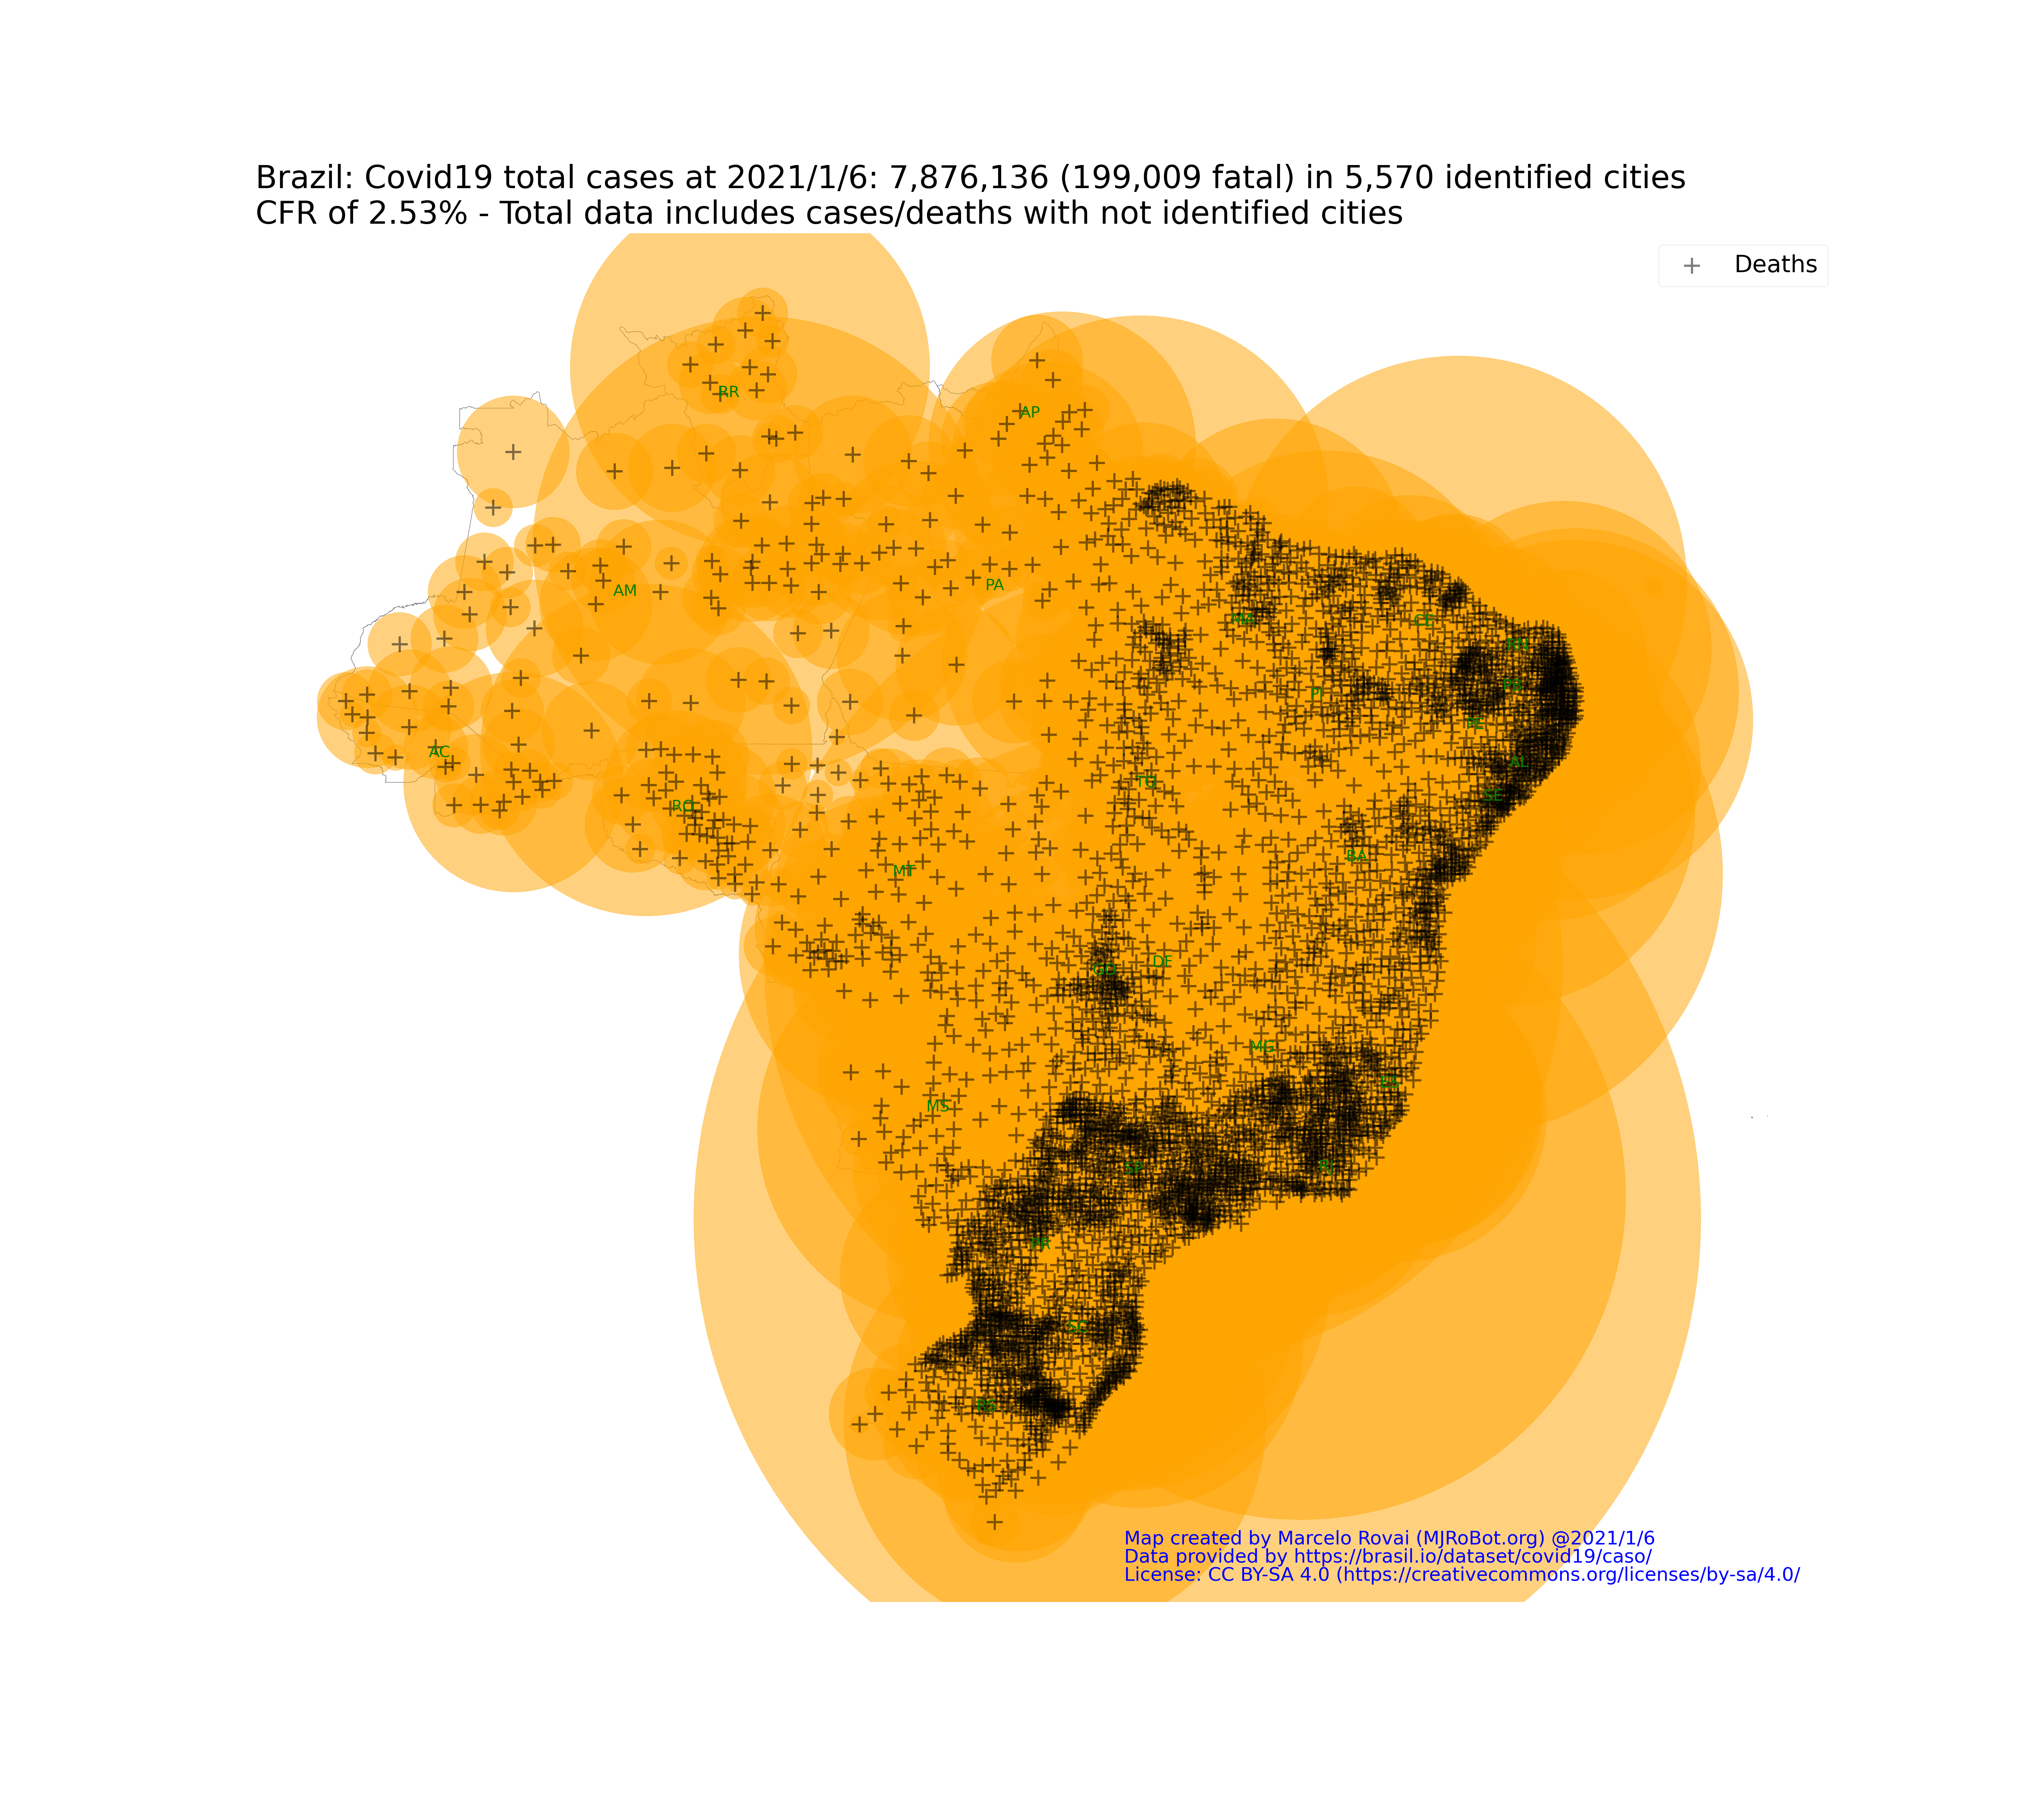 Brazil: Covid19 total cases at 2021/1/6: 7,876,136 (199,009 fatal) in 5,570 identified cities
CFR of 2.53% - Total data includes cases/deaths with not identified cities
Deaths
RR
AP
AM
PA
MA
CE
RN
PB
PI
PE
AC
AL
TO
SE
RO
BA
MT
DF
GO
MG
ES
MS
RJ
SP
PR
SC
RS
Map created by Marcelo Rovai (MJRoBot.org) @2021/1/6
Data provided by https://brasil.io/dataset/covid19/caso/
License: CC BY-SA 4.0 (https://creativecommons.org/licenses/by-sa/4.0/